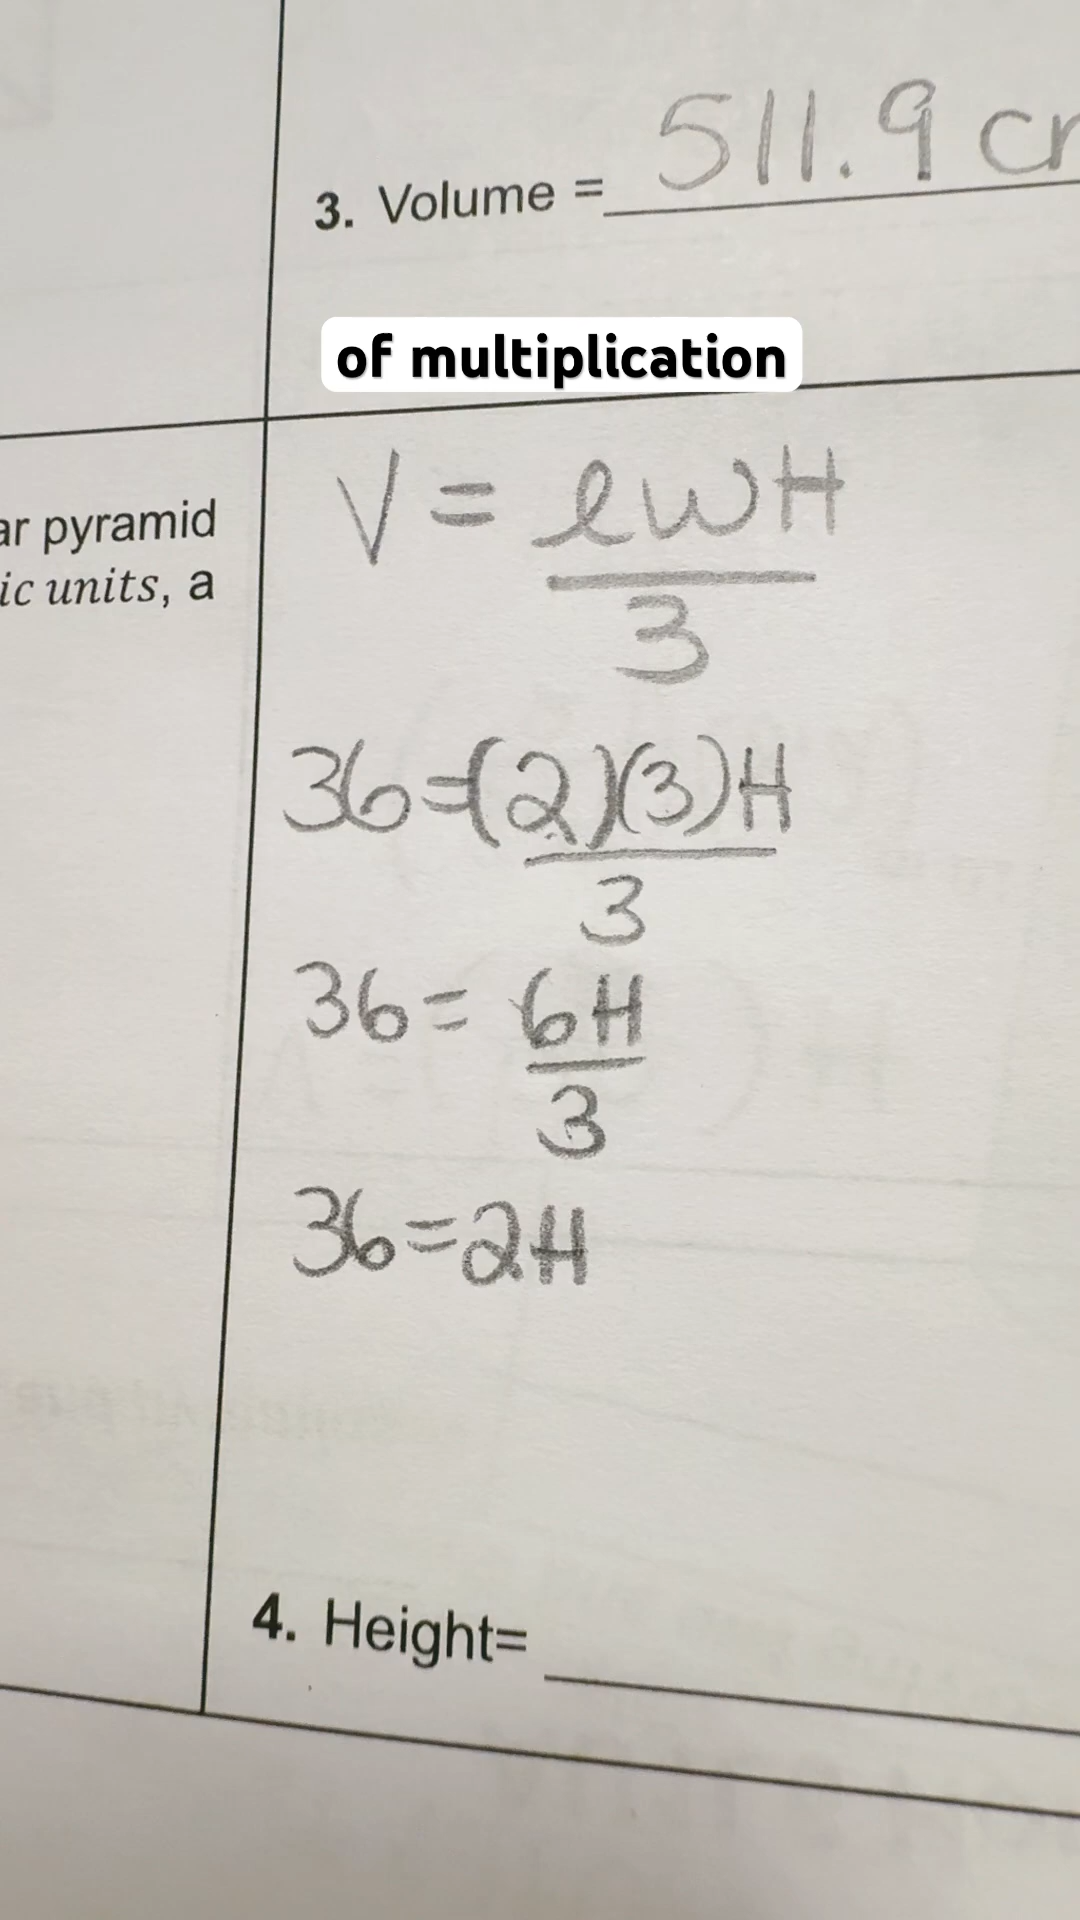 3. Volume = 511.9 cm
of multiplication
ar pyramid
ic units, a
V = lwH
3
36=(2)(3)H
3
36= 6H
3
36=2H
4. Height=